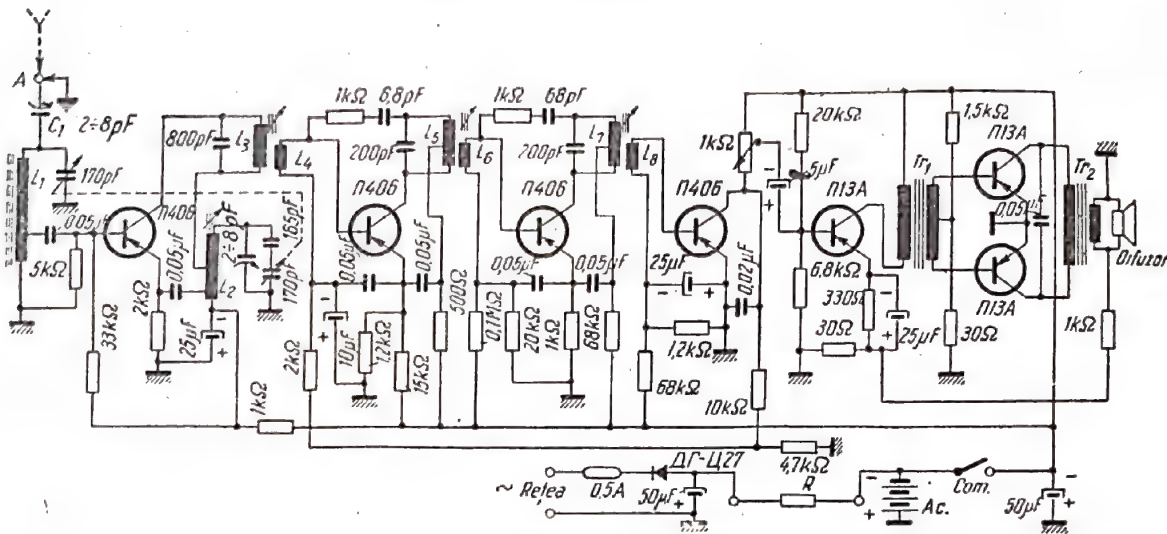 A
C1
2÷8pF
L1
170pF
0,05µF
5kΩ
33kΩ
П406
800pF
L3
L4
0,05µF
2kΩ
L2
2÷8pF
165pF
170pF
25µF
- +
1kΩ
1kΩ 6,8pF
200pF
L5
L6
П406
0,05µF 0,05µF
2kΩ
10µF
- +
1,2kΩ
15kΩ
500Ω
1kΩ 68pF
200pF
L7
L8
П406
0,05µF 0,05µF
0,1MΩ
20kΩ
1kΩ
68kΩ
П406
25µF
- +
0,02µF
1,2kΩ
68kΩ
10kΩ
4,7kΩ
1kΩ
20kΩ
5µF
+
П13А
6,8kΩ
330Ω
30Ω
25µF
- +
Tr1
1,5kΩ
П13А
0,05µF
П13А
30Ω
Tr2
Difuzor
1kΩ
~ Rețea
0,5A
ДГ-Ц27
50µF
- +
R
- +
Ac.
Com.
50µF
- +